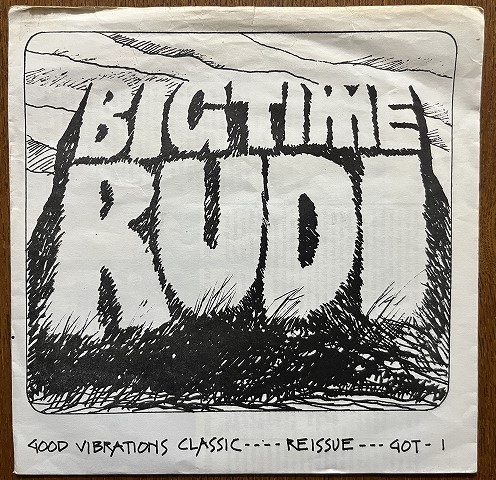 BIG TIME
RUDI
GOOD VIBRATIONS CLASSIC---- REISSUE --- GOT - 1